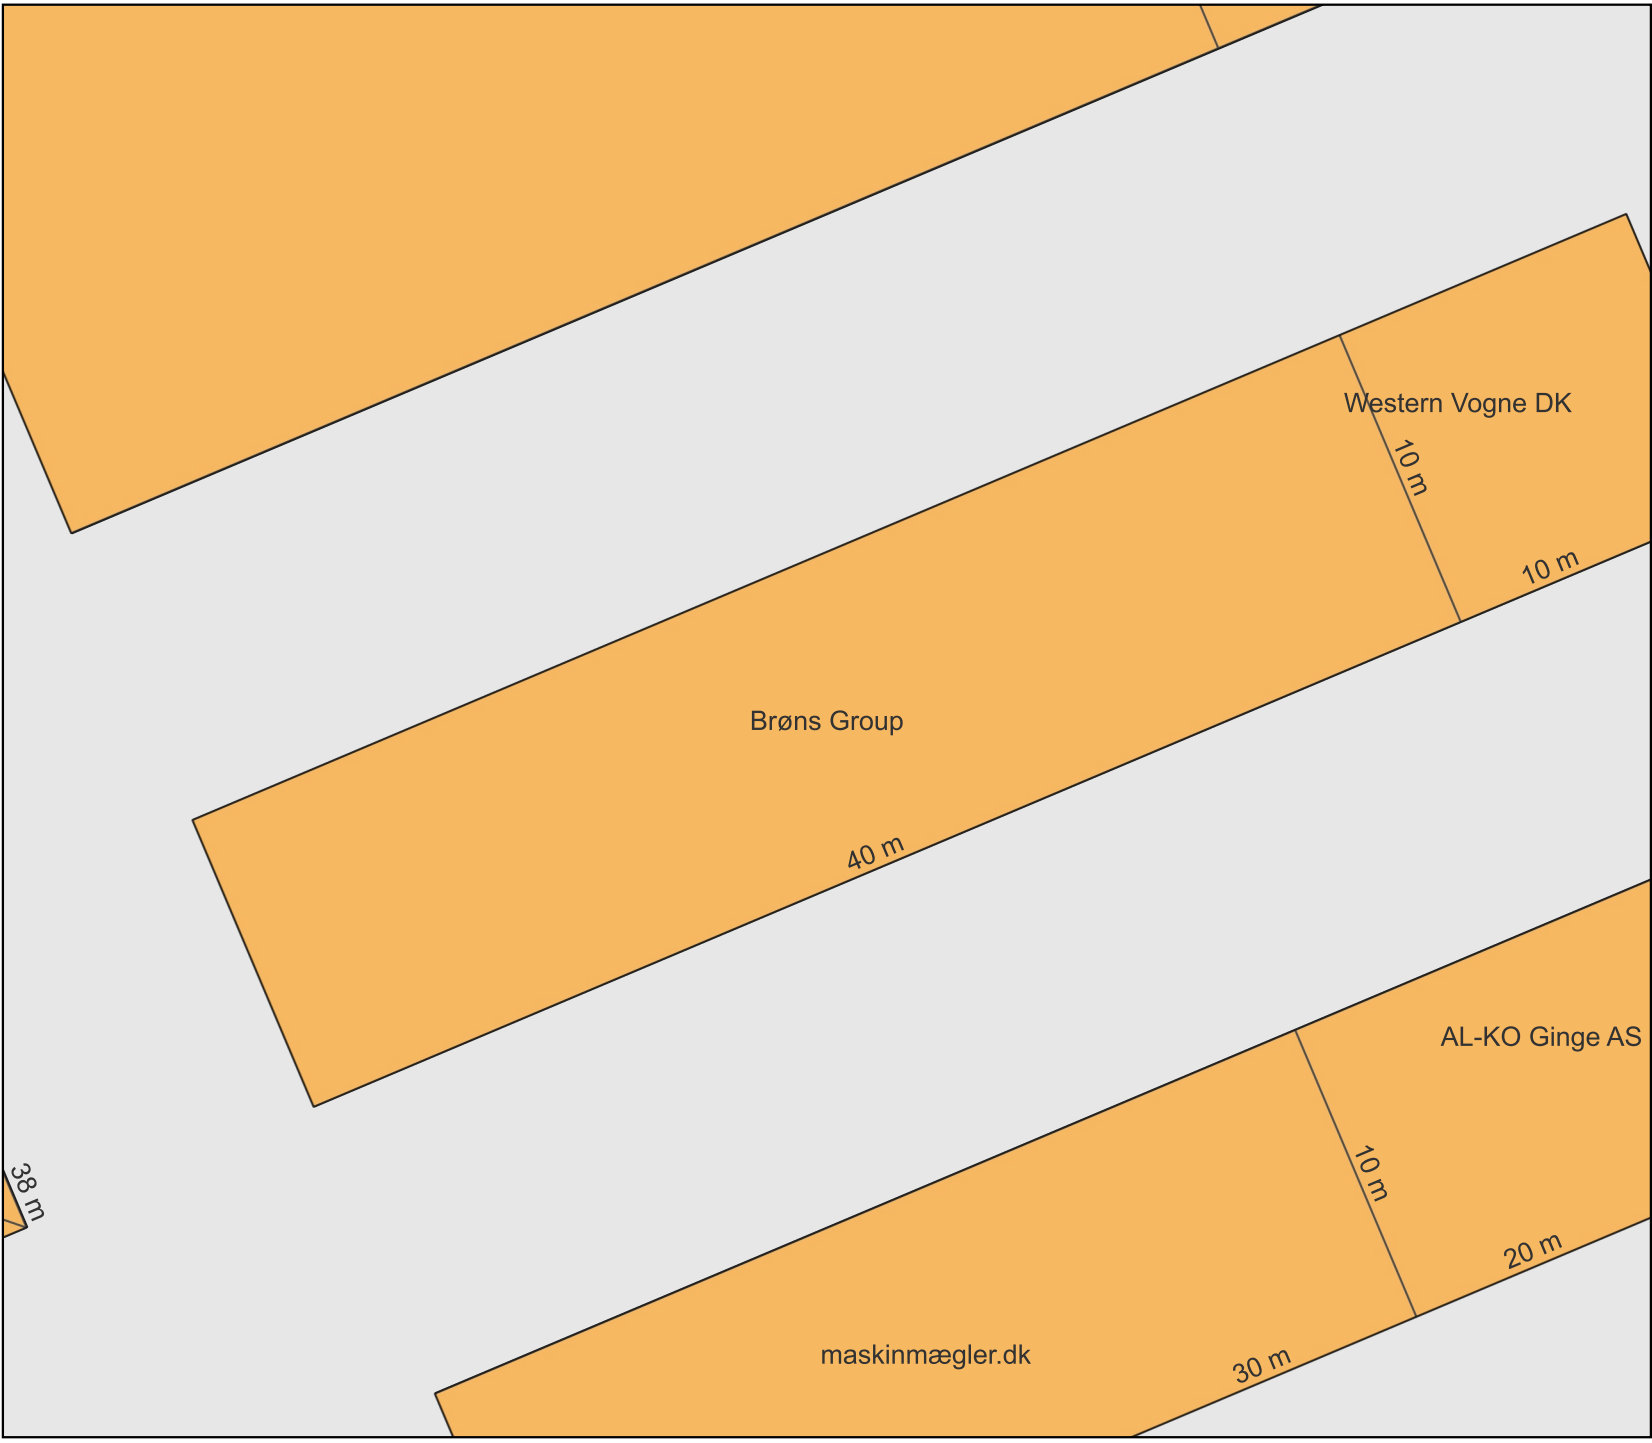 Western Vogne DK
10 m
10 m
Brøns Group
40 m
AL-KO Ginge AS
38 m
10 m
20 m
maskinmægler.dk
30 m